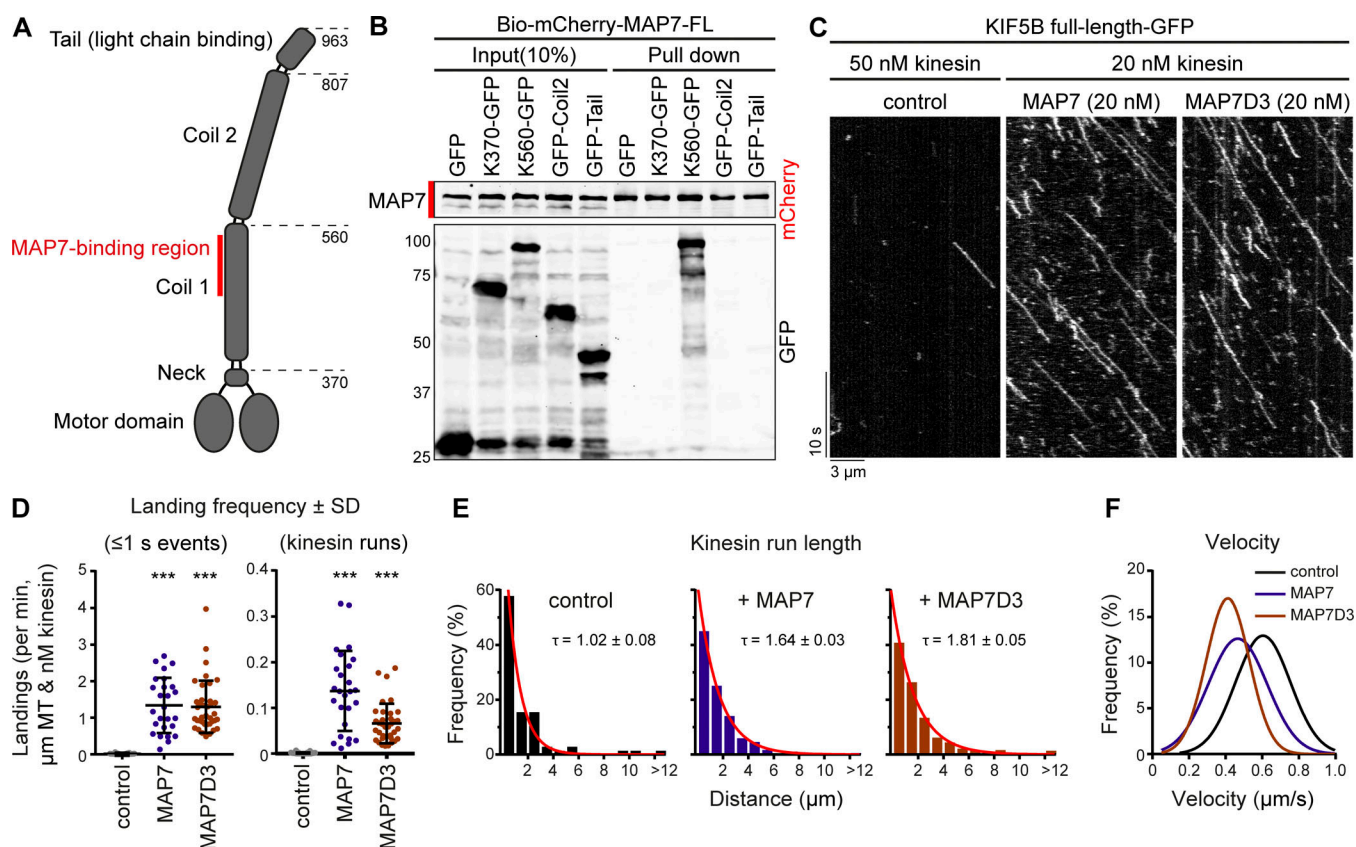 A
Tail (light chain binding)
963
807
Coil 2
560
MAP7-binding region
Coil 1
Neck
370
Motor domain
B
Bio-mCherry-MAP7-FL
Input(10%)
Pull down
GFP
K370-GFP
K560-GFP
GFP-Coil2
GFP-Tail
GFP
K370-GFP
K560-GFP
GFP-Coil2
GFP-Tail
MAP7
mCherry
100
75
50
37
25
GFP
C
KIF5B full-length-GFP
50 nM kinesin
20 nM kinesin
control
MAP7 (20 nM)
MAP7D3 (20 nM)
10 s
3 µm
D
Landing frequency ± SD
(≤1 s events)
(kinesin runs)
Landings (per min,
µm MT & nM kinesin)
5
4
3
2
1
0
*** ***
control
MAP7
MAP7D3
0.4
0.3
0.2
0.1
0
*** ***
control
MAP7
MAP7D3
E
Kinesin run length
Frequency (%)
60
40
20
0
control
τ = 1.02 ± 0.08
2 4 6 8 10 >12
+ MAP7
τ = 1.64 ± 0.03
2 4 6 8 10 >12
+ MAP7D3
τ = 1.81 ± 0.05
2 4 6 8 10 >12
Distance (µm)
F
Velocity
Frequency (%)
20
15
10
5
0
control
MAP7
MAP7D3
0 0.2 0.4 0.6 0.8 1.0
Velocity (µm/s)